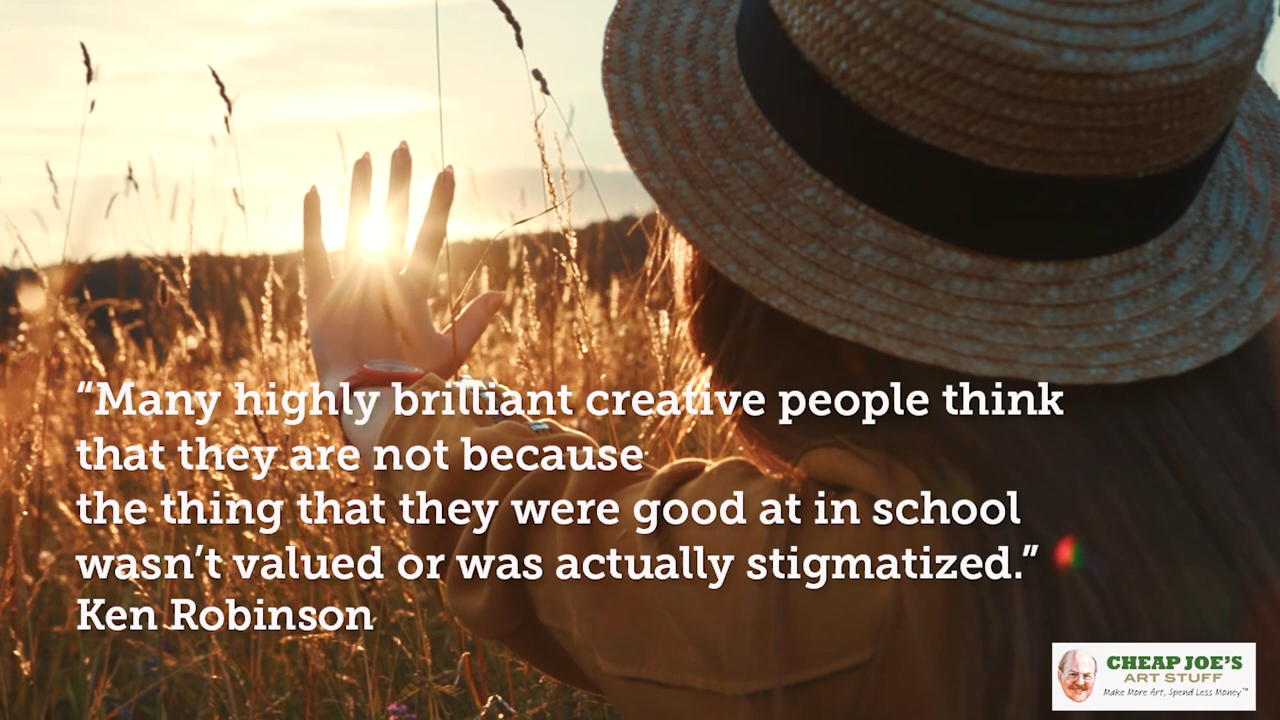 “Many highly brilliant creative people think
that they are not because
the thing that they were good at in school
wasn’t valued or was actually stigmatized.”
Ken Robinson
CHEAP JOE'S
ART STUFF
Make More Art, Spend Less Money™